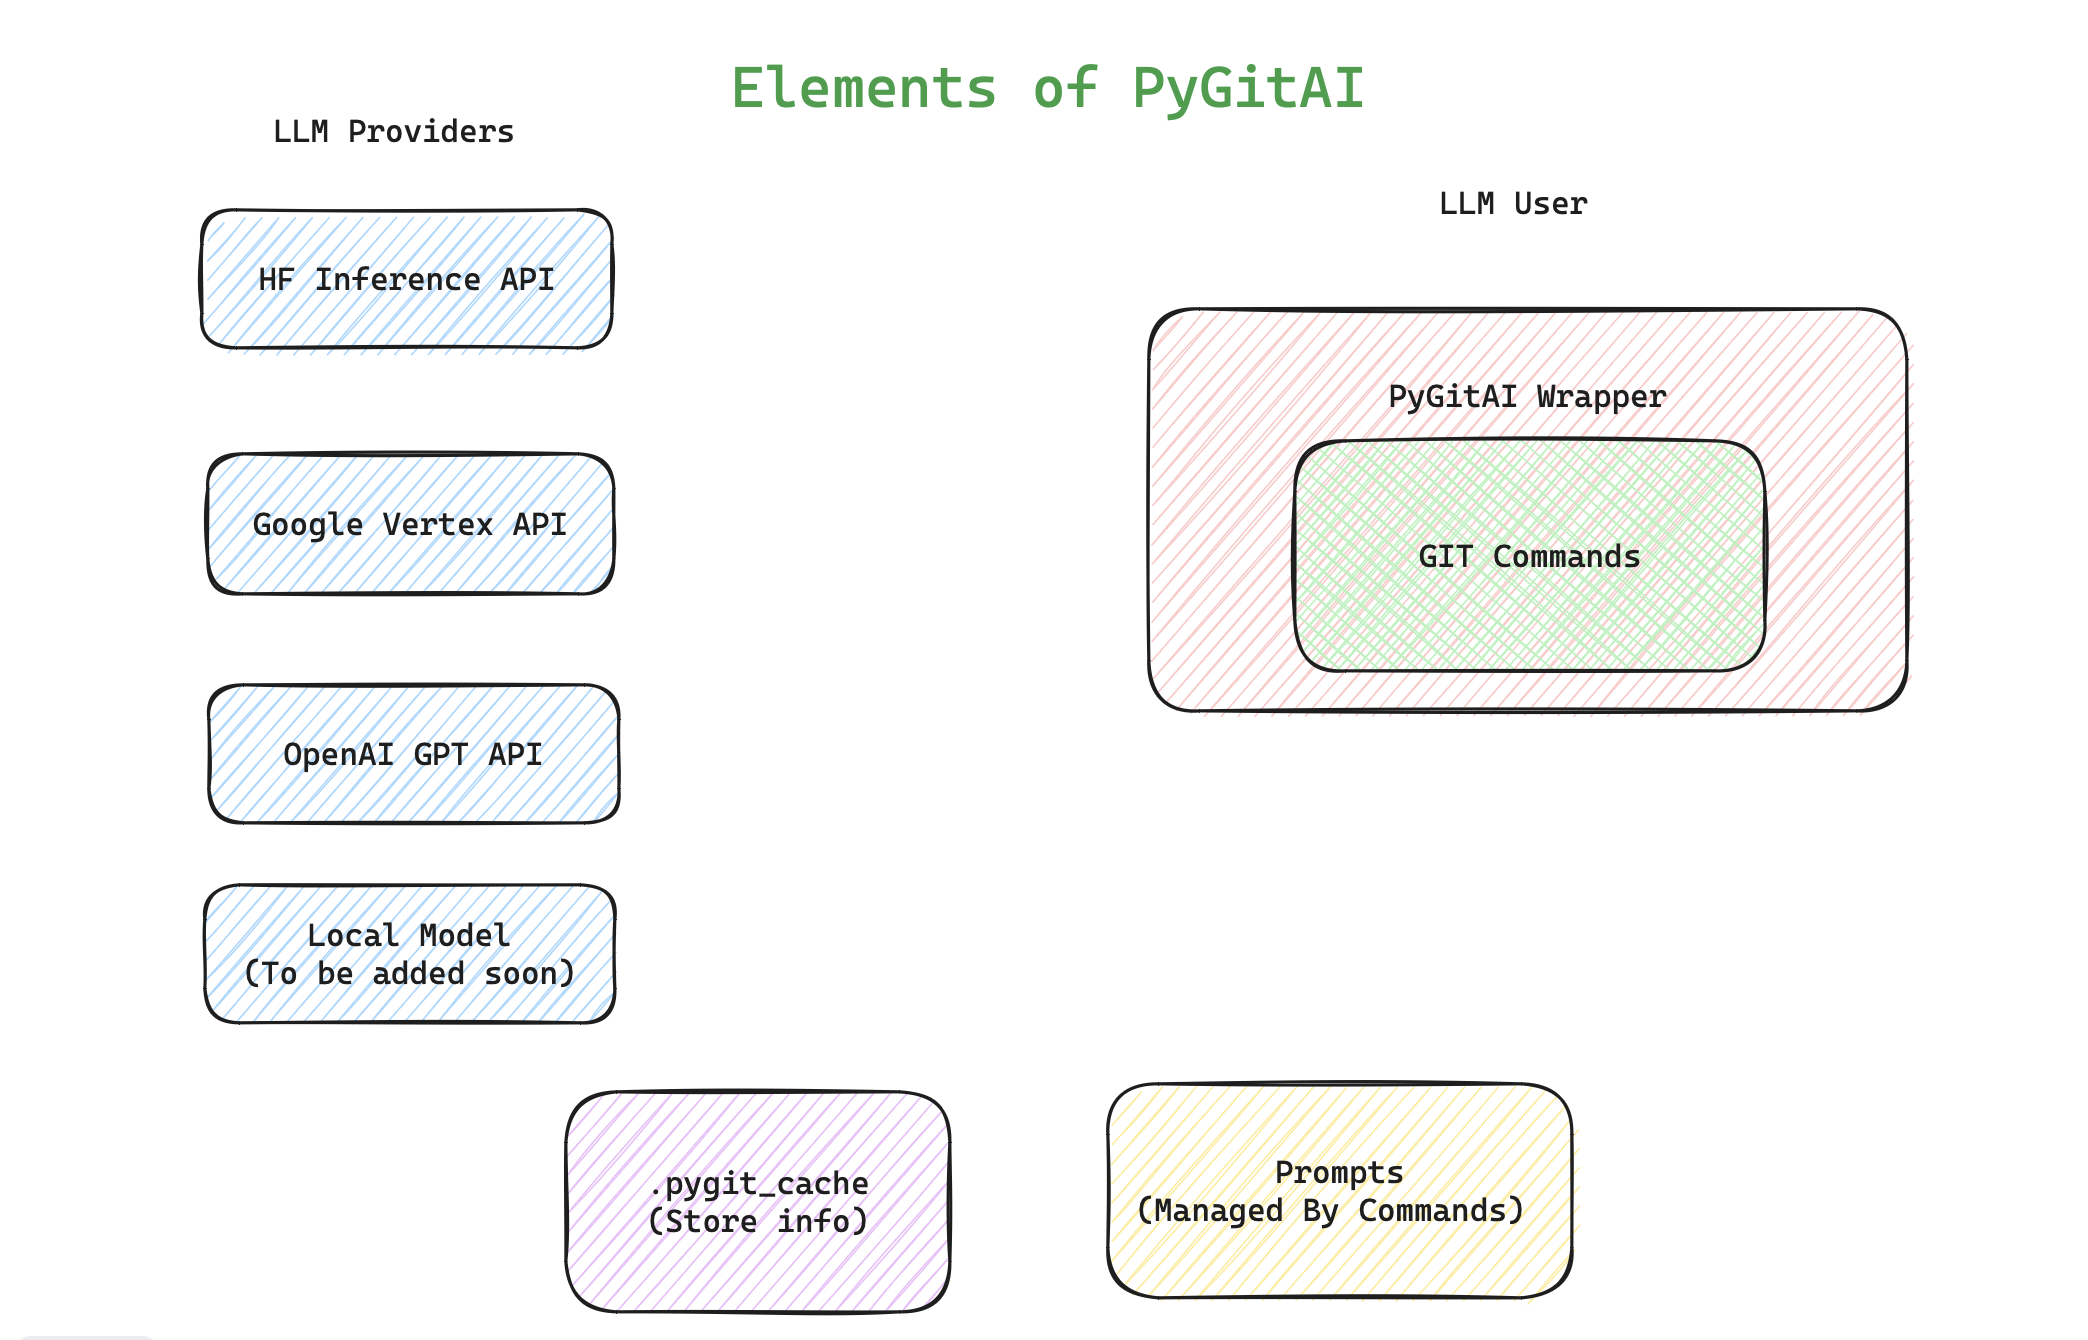 Elements of PyGitAI
LLM Providers
LLM User
HF Inference API
PyGitAI Wrapper
Google Vertex API
GIT Commands
OpenAI GPT API
Local Model
(To be added soon)
.pygit_cache
(Store info)
Prompts
(Managed By Commands)